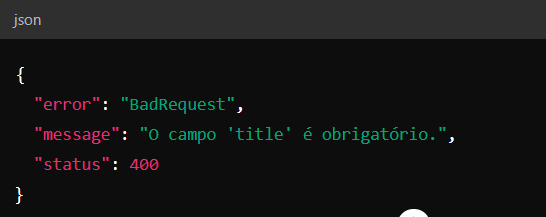 json
{
"error": "BadRequest",
"message": "O campo 'title' é obrigatório.",
"status": 400
}